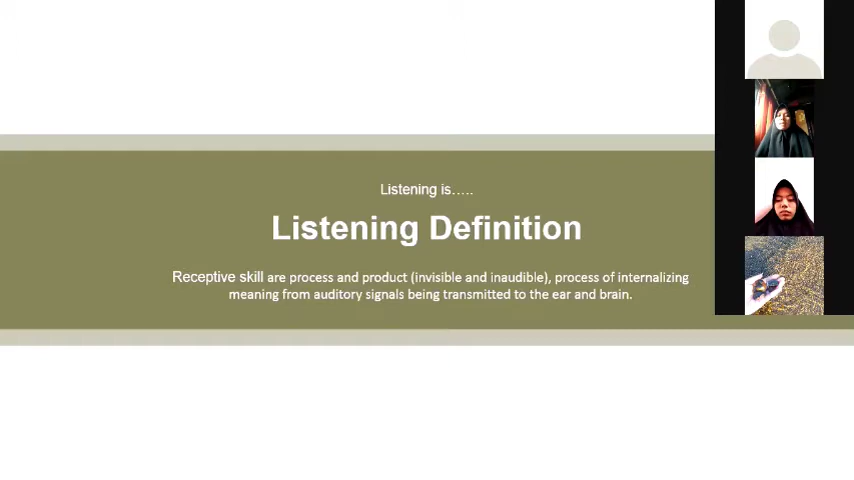 Listening is…..
Listening Definition
Receptive skill are process and product (invisible and inaudible), process of internalizing
meaning from auditory signals being transmitted to the ear and brain.